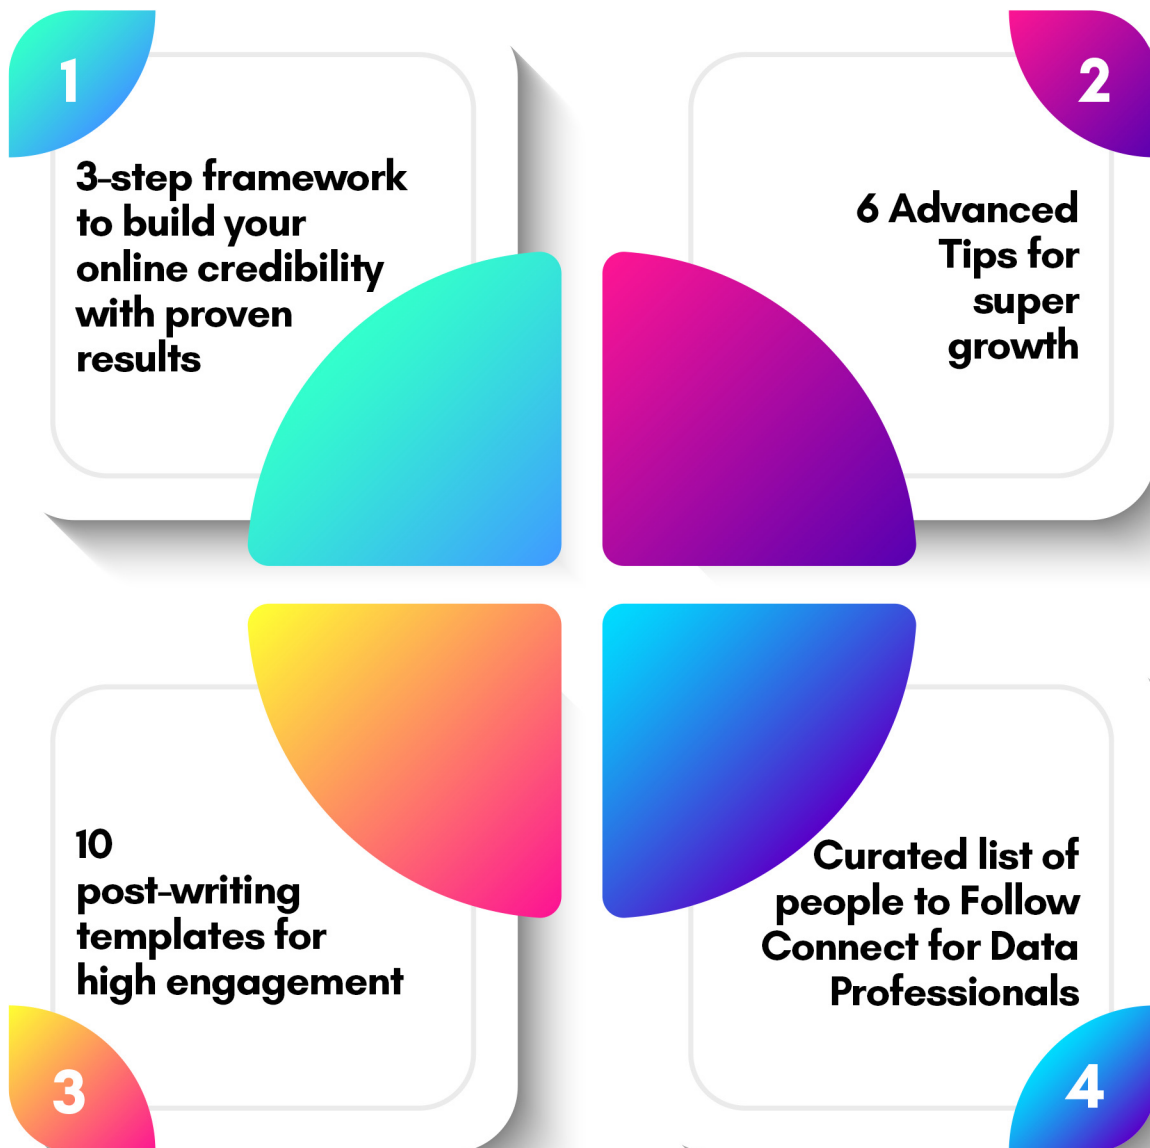 1
3-step framework
to build your
online credibility
with proven
results
2
6 Advanced
Tips for
super
growth
10
post-writing
templates for
high engagement
3
Curated list of
people to Follow
Connect for Data
Professionals
4